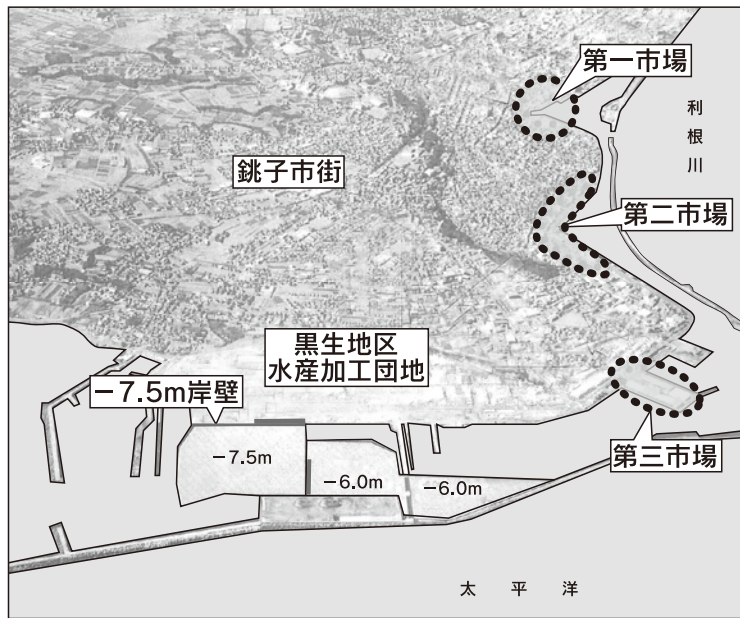 第一市場
利根川
銚子市街
第二市場
黒生地区
水産加工団地
−7.5m岸壁
−7.5m
−6.0m
−6.0m
第三市場
太平洋